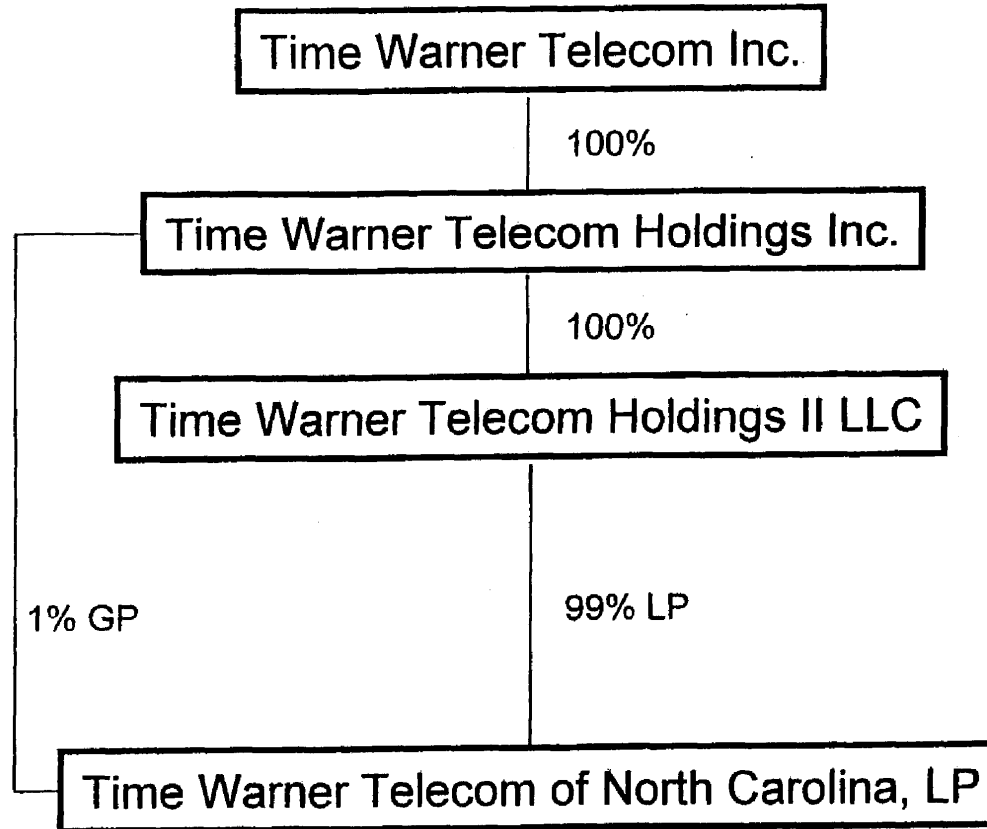 Time Warner Telecom Inc.
100%
Time Warner Telecom Holdings Inc.
100%
Time Warner Telecom Holdings II LLC
1% GP
99% LP
Time Warner Telecom of North Carolina, LP